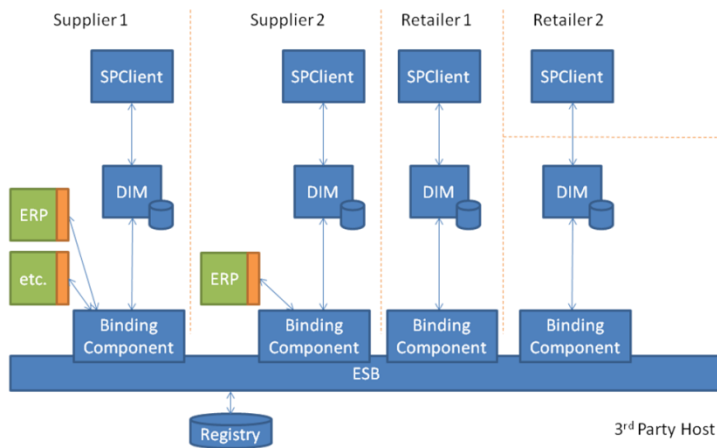 Supplier 1
Supplier 2
Retailer 1
Retailer 2
SPClient
SPClient
SPClient
SPClient
DIM
DIM
DIM
DIM
ERP
etc.
ERP
Binding
Component
Binding
Component
Binding
Component
Binding
Component
ESB
Registry
3rd Party Host